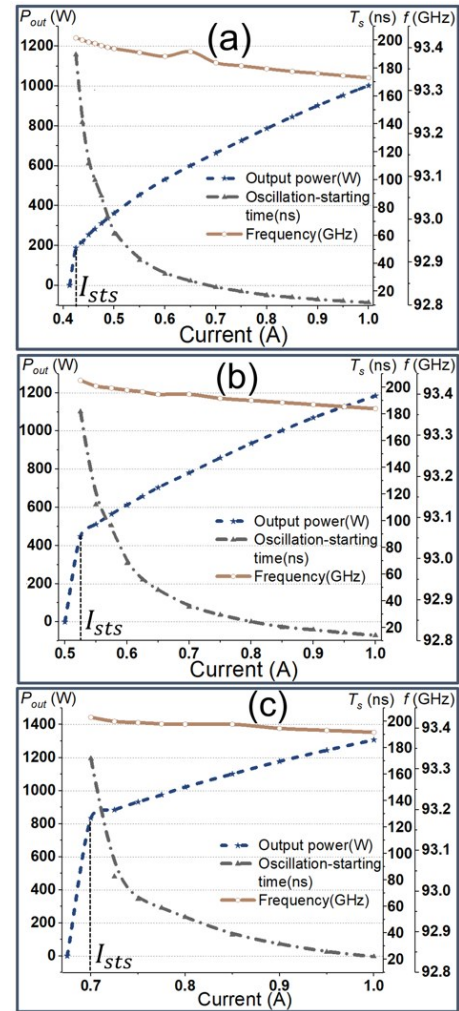 P_out (W) (a) T_s (ns) f (GHz)
1200 200 93.4
1000 180 93.3
800 160 93.2
600 140 93.1
400 120 93.0
200 100 92.9
0 80 92.8
60
40
20
Output power(W)
Oscillation-starting
time(ns)
Frequency(GHz)
I_sts
0.4 0.5 0.6 0.7 0.8 0.9 1.0
Current (A)
P_out (W) (b) T_s (ns) f (GHz)
1200 200 93.4
1000 180 93.3
800 160 93.2
600 140 93.1
400 120 93.0
200 100 92.9
0 80 92.8
60
40
20
Output power(W)
Oscillation-starting
time(ns)
Frequency(GHz)
I_sts
0.5 0.6 0.7 0.8 0.9 1.0
Current (A)
P_out (W) (c) T_s (ns) f (GHz)
1400 200 93.4
1200 180 93.3
1000 160 93.2
800 140 93.1
600 120 93.0
400 100 92.9
200 80 92.8
0 60
40
20
Output power(W)
Oscillation-starting
time(ns)
Frequency(GHz)
I_sts
0.7 0.8 0.9 1.0
Current (A)